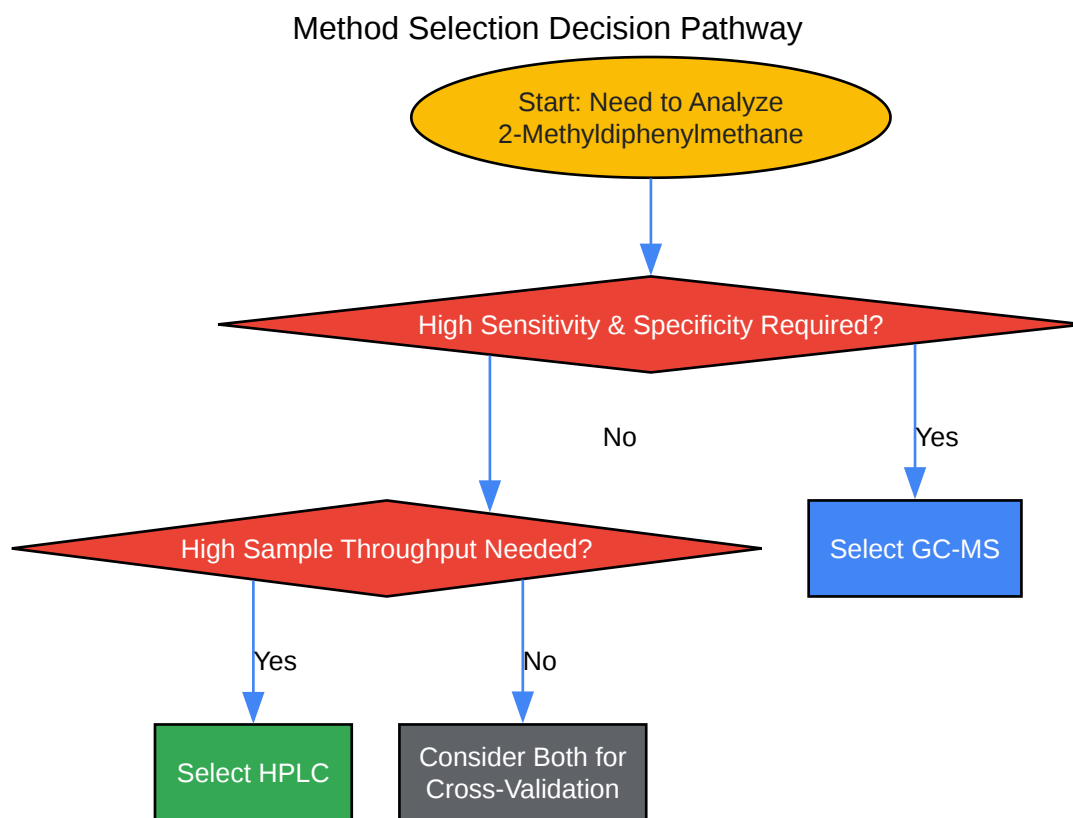 Method Selection Decision Pathway
Start: Need to Analyze
2-Methyldiphenylmethane
High Sensitivity & Specificity Required?
No
Yes
High Sample Throughput Needed?
Select GC-MS
Yes
No
Select HPLC
Consider Both for
Cross-Validation